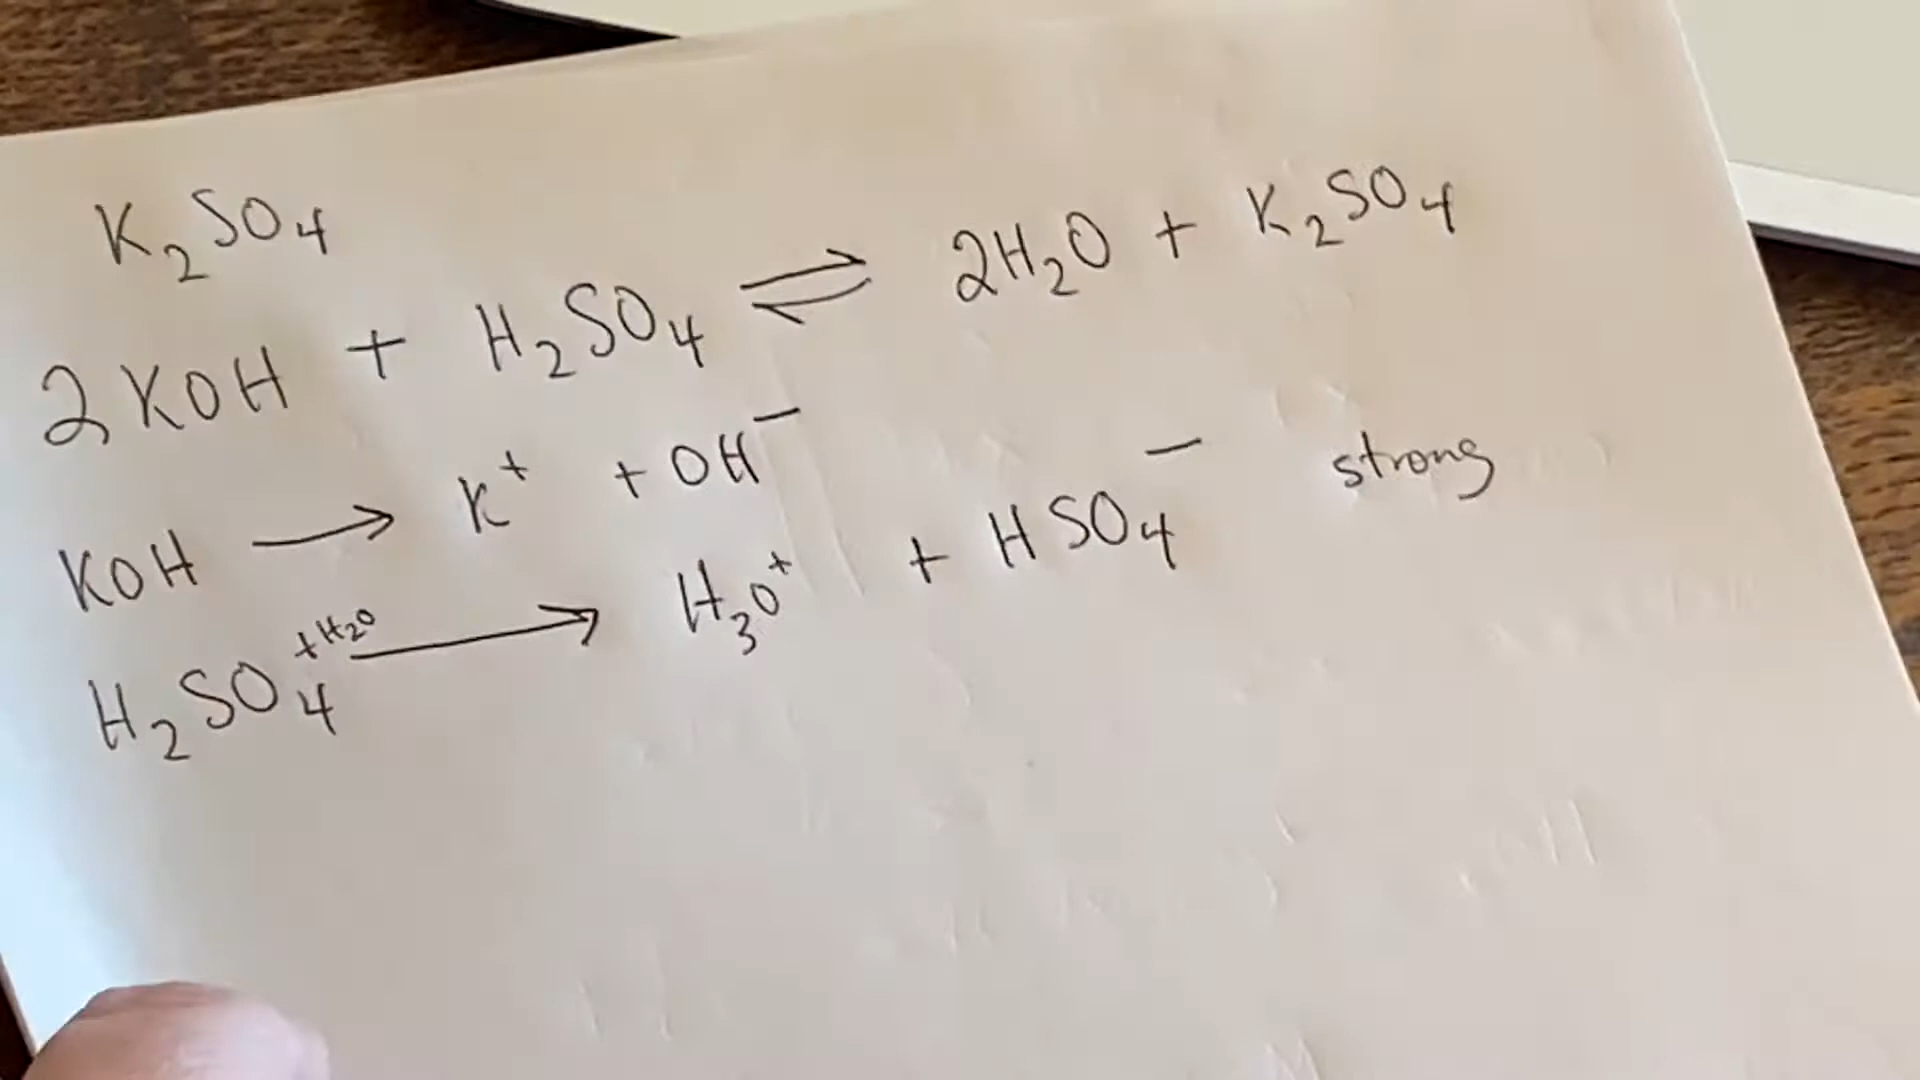 K₂SO₄
2KOH + H₂SO₄ ⇌ 2H₂O + K₂SO₄
KOH → K⁺ + OH⁻
H₂SO₄ +H₂O → H₃O⁺ + HSO₄⁻ strong